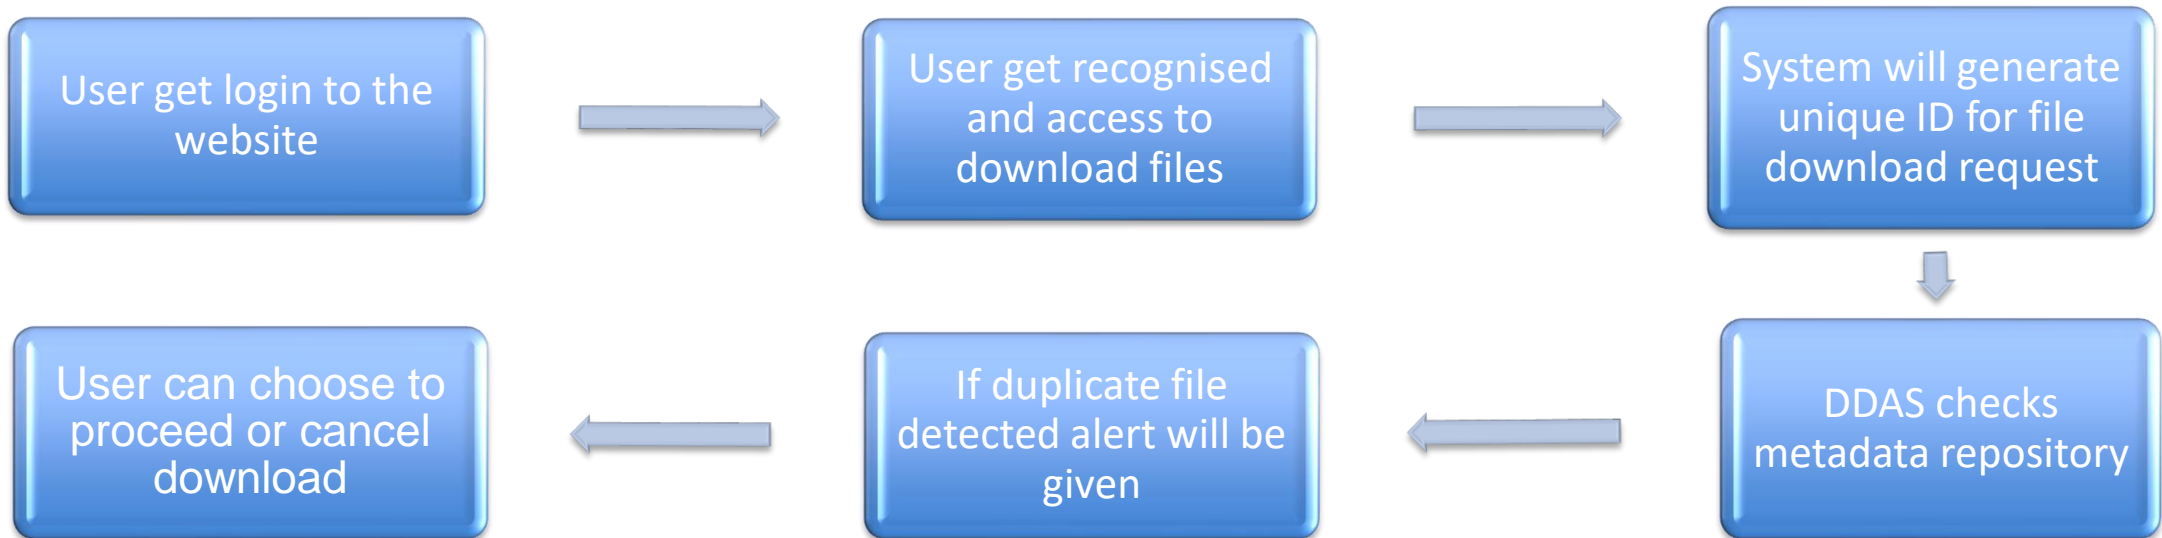 User get login to the
website
User get recognised
and access to
download files
System will generate
unique ID for file
download request
DDAS checks
metadata repository
If duplicate file
detected alert will be
given
User can choose to
proceed or cancel
download